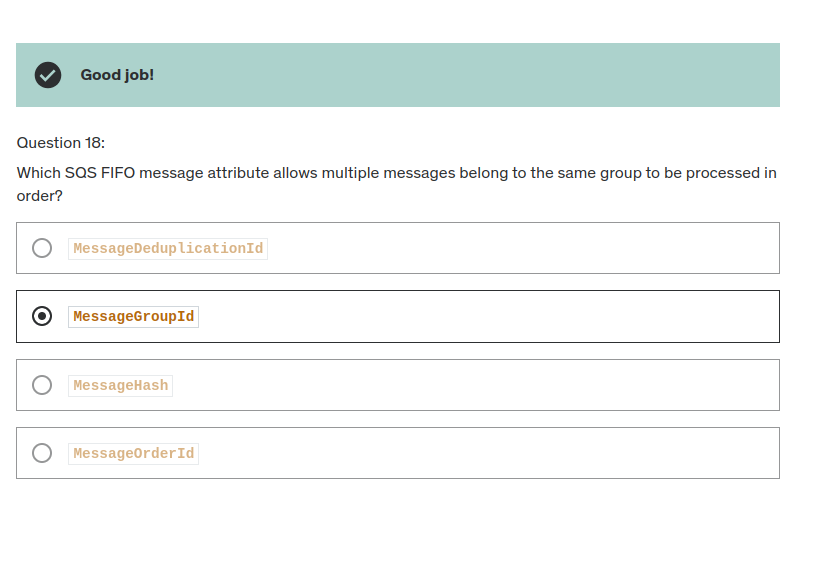 Good job!
Question 18:
Which SQS FIFO message attribute allows multiple messages belong to the same group to be processed in
order?
MessageDeduplicationId
MessageGroupId
MessageHash
MessageOrderId